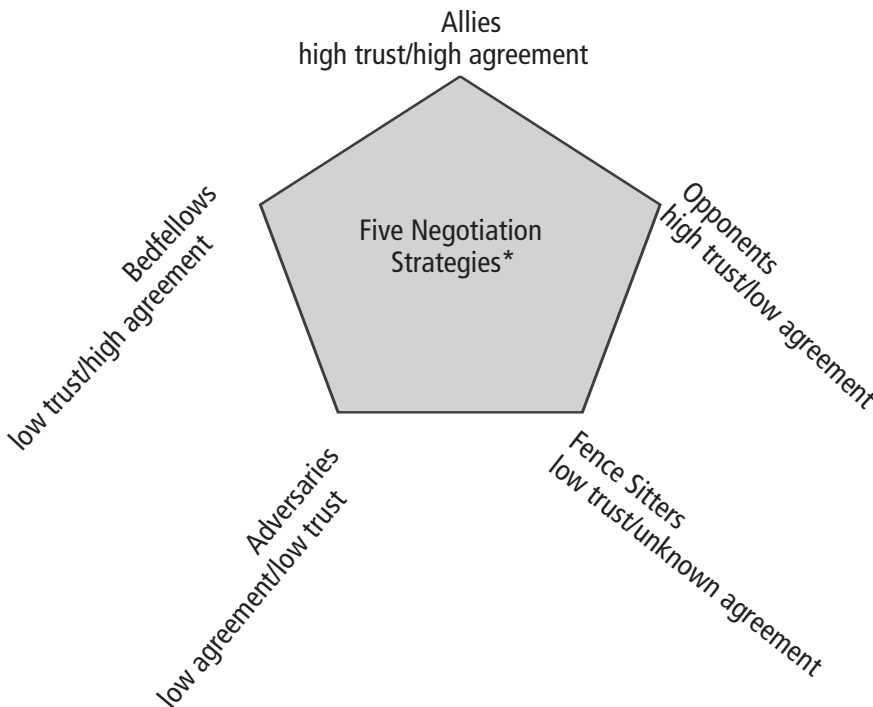 Allies
high trust/high agreement
Bedfellows
low trust/high agreement
Five Negotiation
Strategies*
Opponents
high trust/low agreement
Adversaries
low agreement/low trust
Fence Sitters
low trust/unknown agreement